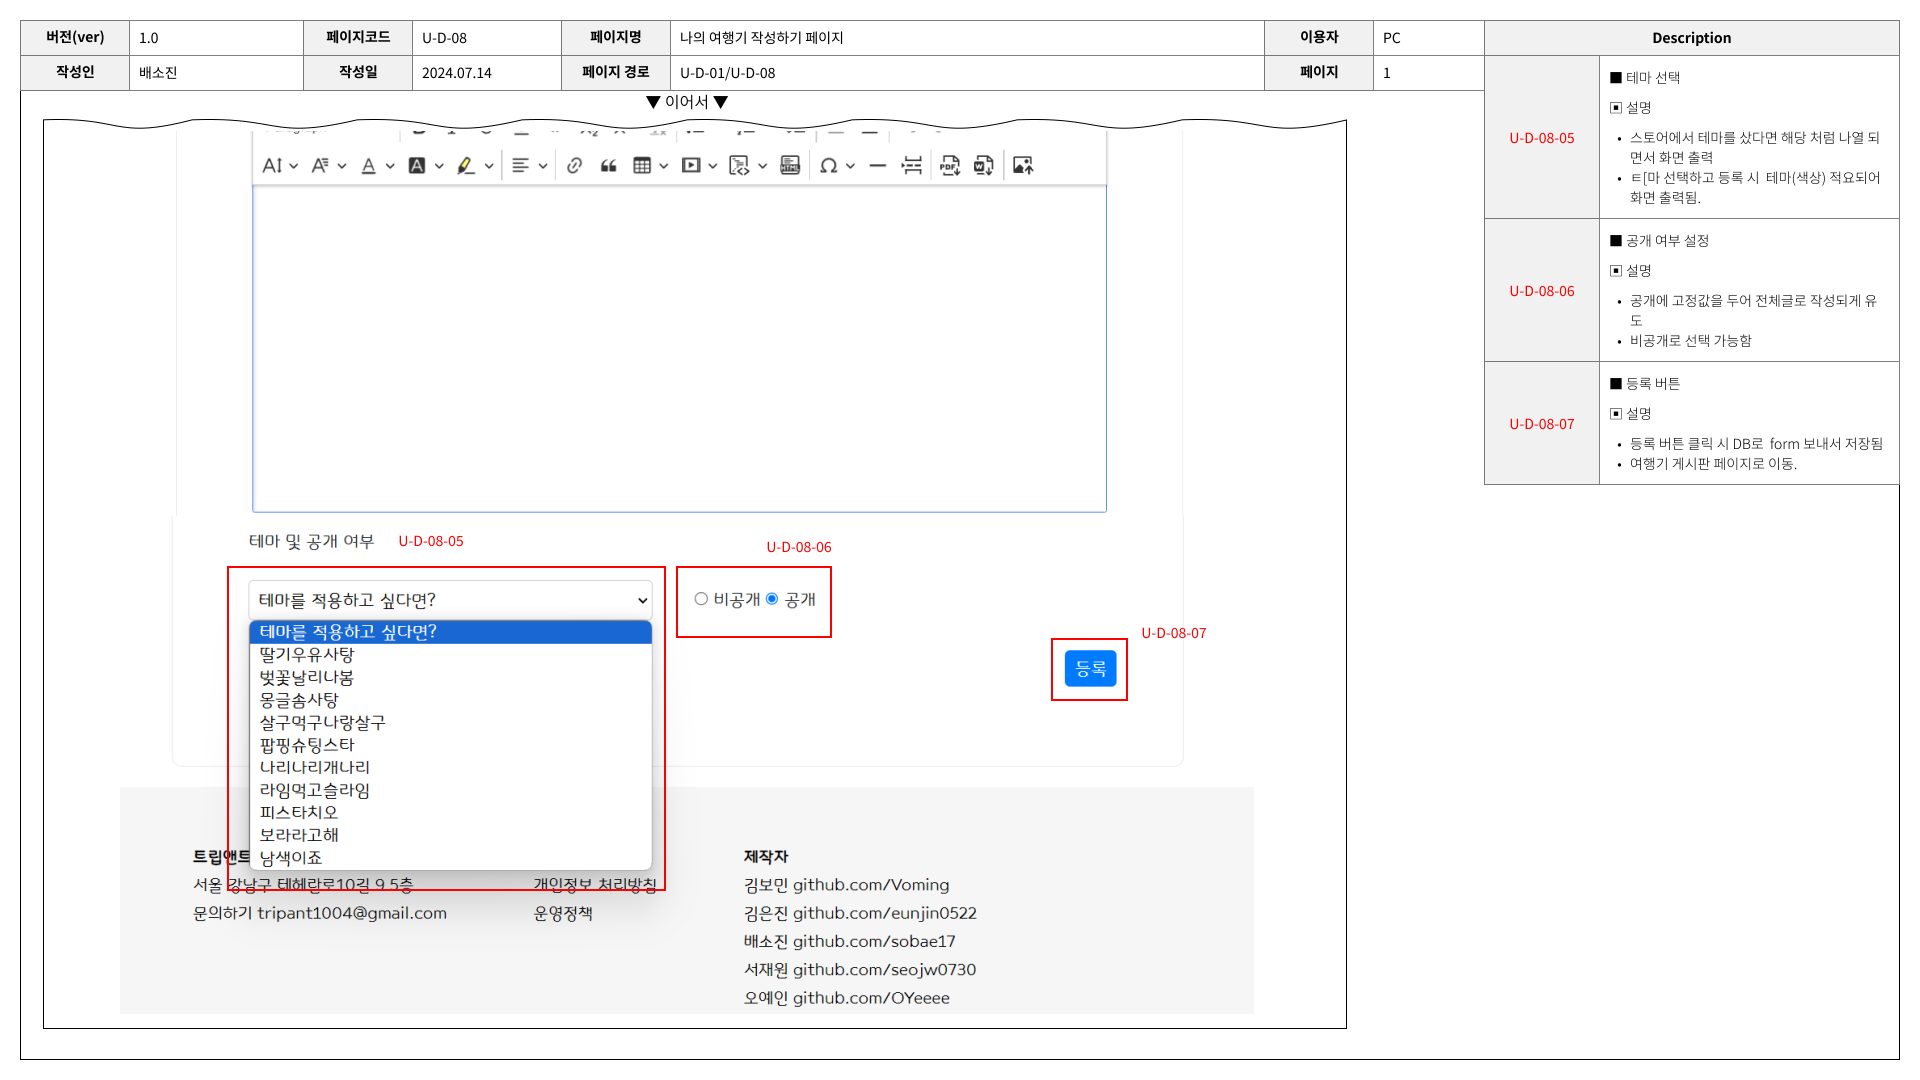 버전(ver) 1.0 페이지코드 U-D-08 페이지명 나의 여행기 작성하기 페이지 이용자 PC
작성인 배소진 작성일 2024.07.14 페이지 경로 U-D-01/U-D-08 페이지 1
▼ 이어서 ▼
테마 및 공개 여부 U-D-08-05
U-D-08-06
테마를 적용하고 싶다면?
비공개 공개
테마를 적용하고 싶다면?
딸기우유사탕
벚꽃날리나봄
몽글솜사탕
살구먹구나랑살구
팝핑슈팅스타
나리나리개나리
라임먹고슬라임
피스타치오
보라라고해
남색이죠
U-D-08-07
등록
트립앤트
서울 강남구 테헤란로10길 9 5층
문의하기 tripant1004@gmail.com
개인정보 처리방침
운영정책
제작자
김보민 github.com/Voming
김은진 github.com/eunjin0522
배소진 github.com/sobae17
서재원 github.com/seojw0730
오예인 github.com/OYeeee
Description
U-D-08-05
■ 테마 선택
▣ 설명
• 스토어에서 테마를 샀다면 해당 처럼 나열 되
면서 화면 출력
• ㅌ[마 선택하고 등록 시 테마(색상) 적요되어
화면 출력됨.
U-D-08-06
■ 공개 여부 설정
▣ 설명
• 공개에 고정값을 두어 전체글로 작성되게 유
도
• 비공개로 선택 가능함
U-D-08-07
■ 등록 버튼
▣ 설명
• 등록 버튼 클릭 시 DB로 form 보내서 저장됨
• 여행기 게시판 페이지로 이동.